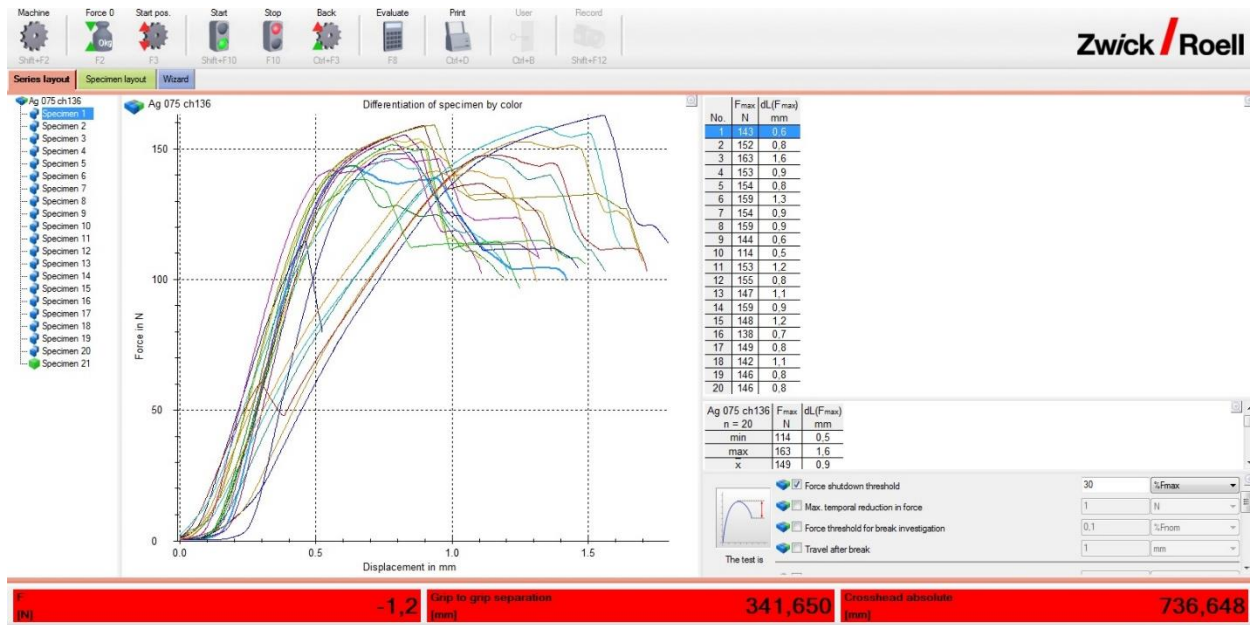 Machine Force 0 Start pos. Start Stop Back Evaluate Print User Record
0kg
Shift+F2 F2 F3 Shift+F10 F10 Ctrl+F3 F8 Ctrl+D Ctrl+B Shift+F12
Zwick / Roell
Series layout Specimen layout Wizard
Ag 075 ch136
Specimen 1
Specimen 2
Specimen 3
Specimen 4
Specimen 5
Specimen 6
Specimen 7
Specimen 8
Specimen 9
Specimen 10
Specimen 11
Specimen 12
Specimen 13
Specimen 14
Specimen 15
Specimen 16
Specimen 17
Specimen 18
Specimen 19
Specimen 20
Specimen 21
Ag 075 ch136 Differentiation of specimen by color
150
100
50
0
Force in N
0.0 0.5 1.0 1.5
Displacement in mm
Fmax dL(Fmax)
No. N mm
1 143 0,6
2 152 0,8
3 163 1,6
4 153 0,9
5 154 0,8
6 159 1,3
7 154 0,9
8 159 0,9
9 144 0,6
10 114 0,5
11 153 1,2
12 155 0,8
13 147 1,1
14 159 0,9
15 148 1,2
16 138 0,7
17 149 0,8
18 142 1,1
19 146 0,8
20 146 0,8
Ag 075 ch136 Fmax dL(Fmax)
n = 20 N mm
min 114 0,5
max 163 1,6
x 149 0,9
Force shutdown threshold 30 %Fmax
Max. temporal reduction in force 1 N
Force threshold for break investigation 0,1 %Fnom
Travel after break 1 mm
The test is
F
[N]
-1,2
Grip to grip separation
[mm]
341,650
Crosshead absolute
[mm]
736,648